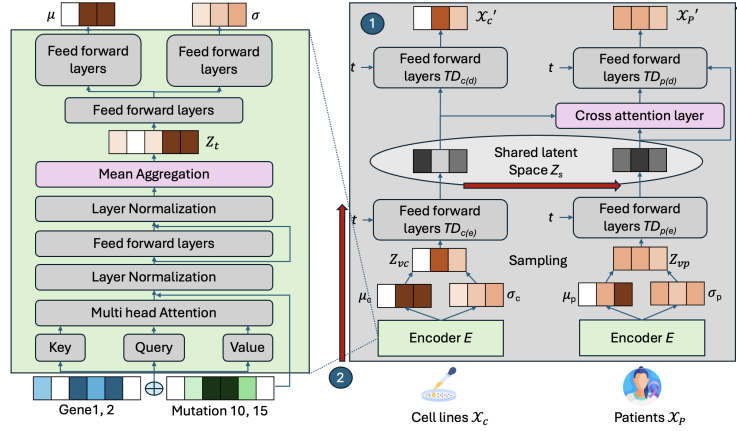 μ
σ
Feed forward
layers
Feed forward
layers
Feed forward layers
Z_t
Mean Aggregation
Layer Normalization
Feed forward layers
Layer Normalization
Multi head Attention
Key
Query
Value
Gene1, 2
Mutation 10, 15
1
𝒳_c′
𝒳_P′
t
Feed forward
layers TD_c(d)
t
Feed forward
layers TD_p(d)
Cross attention layer
Shared latent
Space Z_s
t
Feed forward
layers TD_c(e)
t
Feed forward
layers TD_p(e)
Z_vc
Sampling
Z_vp
μ_c
σ_c
μ_p
σ_p
Encoder E
Encoder E
2
Cell lines 𝒳_c
Patients 𝒳_P